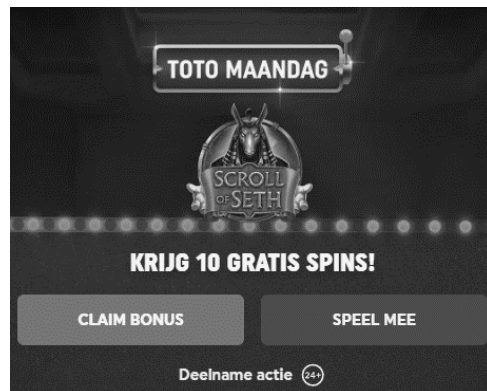 TOTO MAANDAG
SCROLL
OF SETH
KRIJG 10 GRATIS SPINS!
CLAIM BONUS
SPEEL MEE
Deelname actie 24+